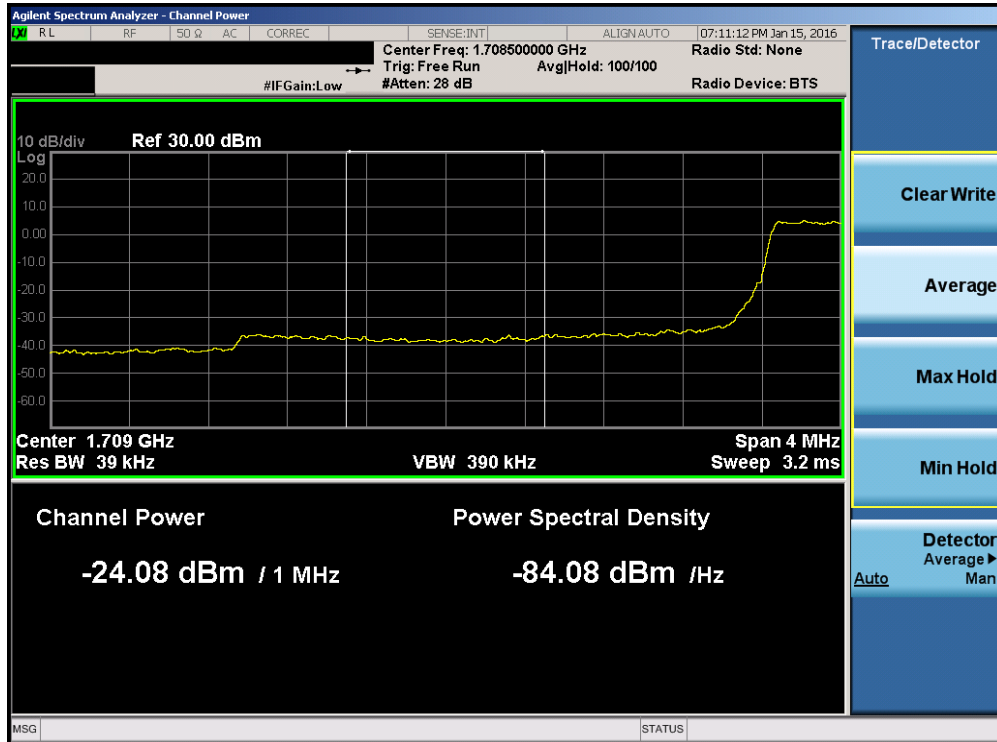 Agilent Spectrum Analyzer - Channel Power
LXI RL RF 50 Ω AC CORREC SENSE:INT ALIGN AUTO 07:11:12 PM Jan 15, 2016
Center Freq: 1.708500000 GHz Radio Std: None
Trig: Free Run Avg|Hold: 100/100
#IFGain:Low #Atten: 28 dB Radio Device: BTS
10 dB/div Ref 30.00 dBm
Log
20.0
10.0
0.00
-10.0
-20.0
-30.0
-40.0
-50.0
-60.0
Center 1.709 GHz Span 4 MHz
Res BW 39 kHz VBW 390 kHz Sweep 3.2 ms
Channel Power Power Spectral Density
-24.08 dBm / 1 MHz -84.08 dBm /Hz
Trace/Detector
Clear Write
Average
Max Hold
Min Hold
Detector
Average▶
Auto Man
MSG STATUS